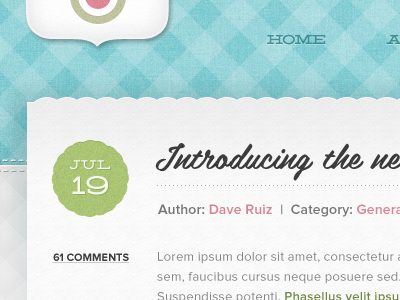 HOME
JUL
19
Introducing the ne
Author: Dave Ruiz | Category: Genera
61 COMMENTS
Lorem ipsum dolor sit amet, consectetur a
sem, faucibus cursus neque posuere sed.
Suspendisse potenti. Phasellus velit ipsu